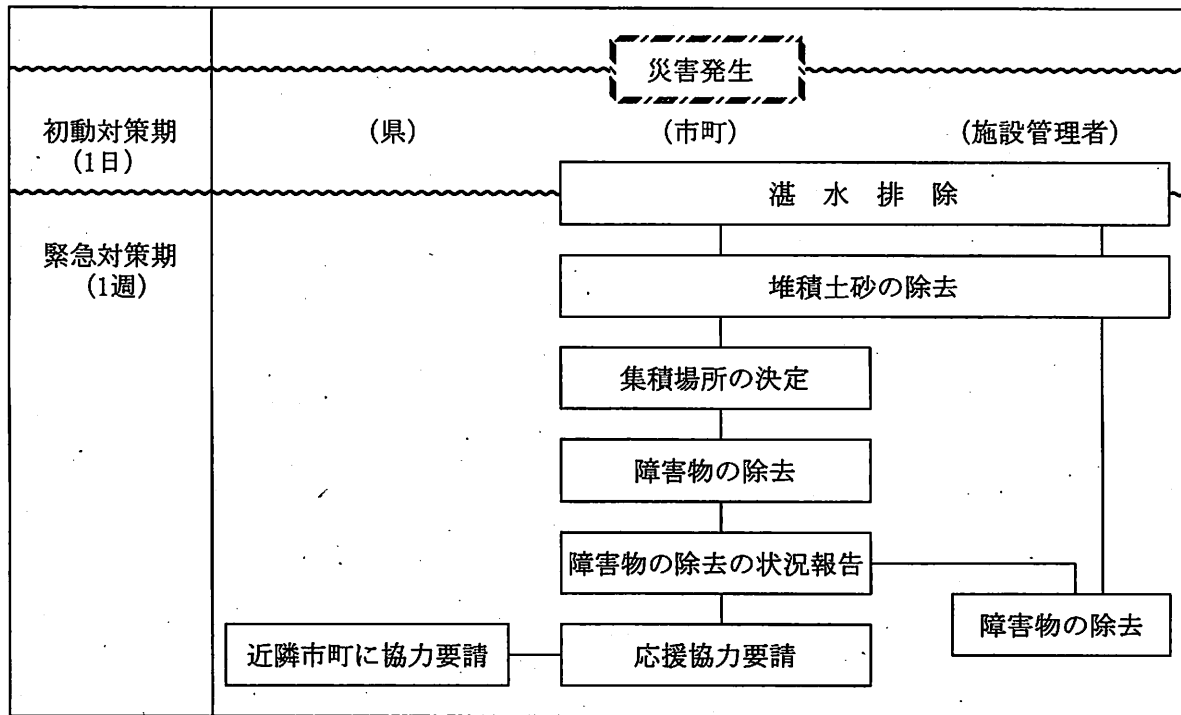 災害発生
初動対策期
(1日)
(県)
(市町)
(施設管理者)
湛水排除
緊急対策期
(1週)
堆積土砂の除去
集積場所の決定
障害物の除去
障害物の除去の状況報告
障害物の除去
近隣市町に協力要請
応援協力要請